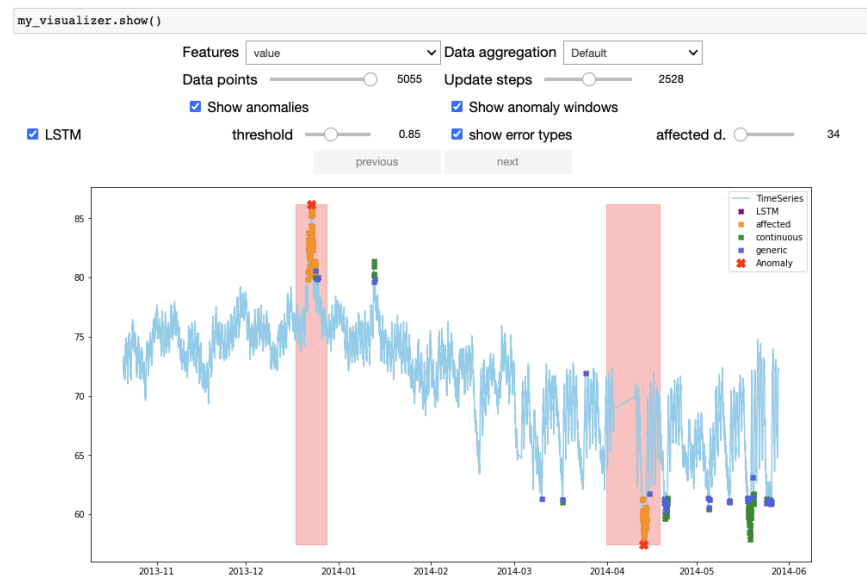 my_visualizer.show()
Features value Data aggregation Default
Data points 5055 Update steps 2528
Show anomalies Show anomaly windows
LSTM threshold 0.85 show error types affected d. 34
previous next
TimeSeries
LSTM
affected
continuous
generic
Anomaly
85
80
75
70
65
60
2013-11 2013-12 2014-01 2014-02 2014-03 2014-04 2014-05 2014-06